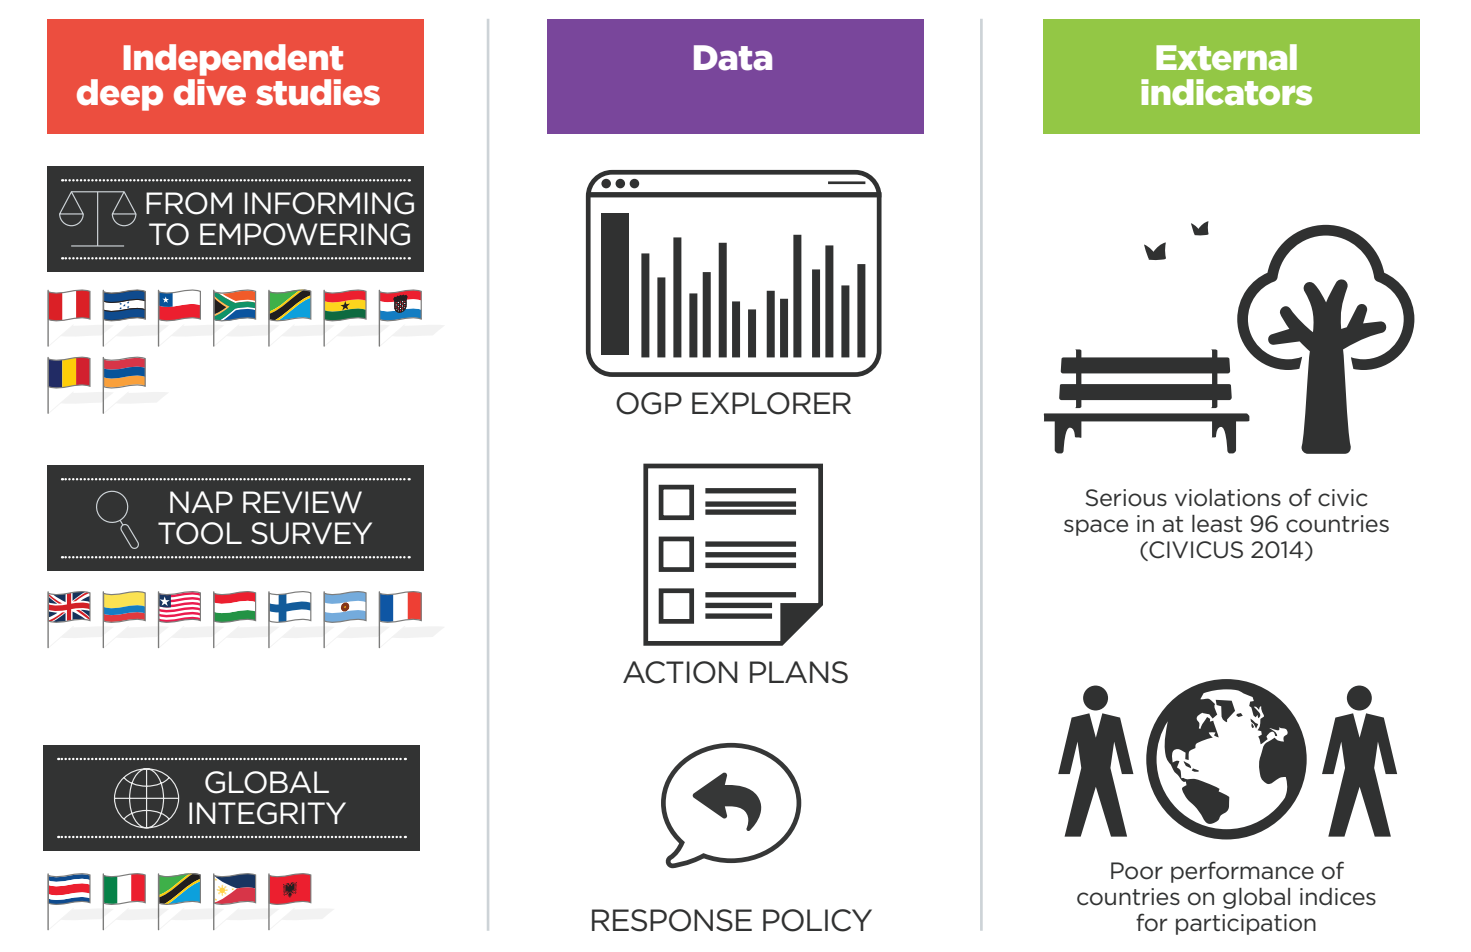 Independent
deep dive studies
FROM INFORMING
TO EMPOWERING
NAP REVIEW
TOOL SURVEY
GLOBAL
INTEGRITY
Data
OGP EXPLORER
ACTION PLANS
RESPONSE POLICY
External
indicators
Serious violations of civic
space in at least 96 countries
(CIVICUS 2014)
Poor performance of
countries on global indices
for participation